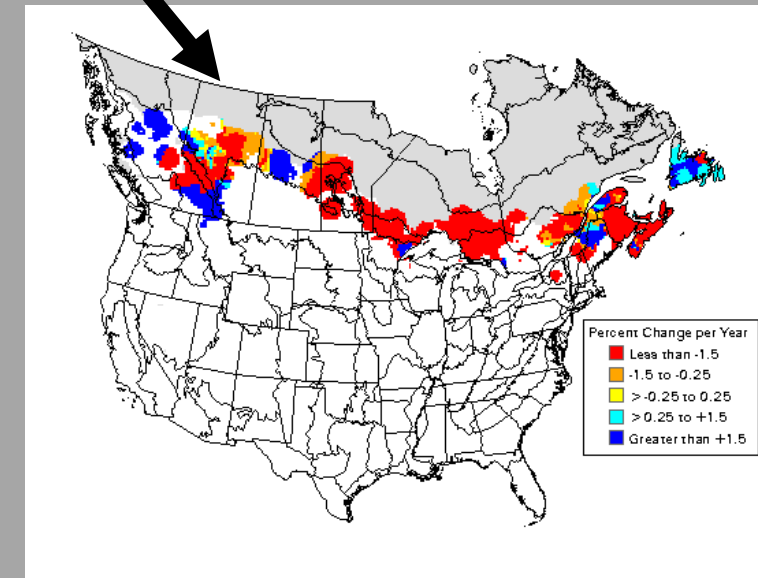 Percent Change per Year
Less than -1.5
-1.5 to -0.25
> -0.25 to 0.25
> 0.25 to +1.5
Greater than +1.5